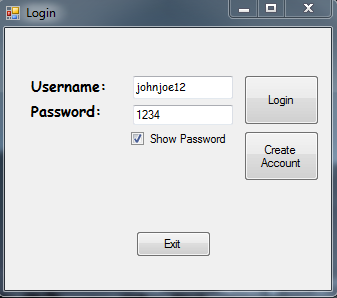 Login
Username: johnjoe12 Login
Password: 1234
Show Password
Create
Account
Exit